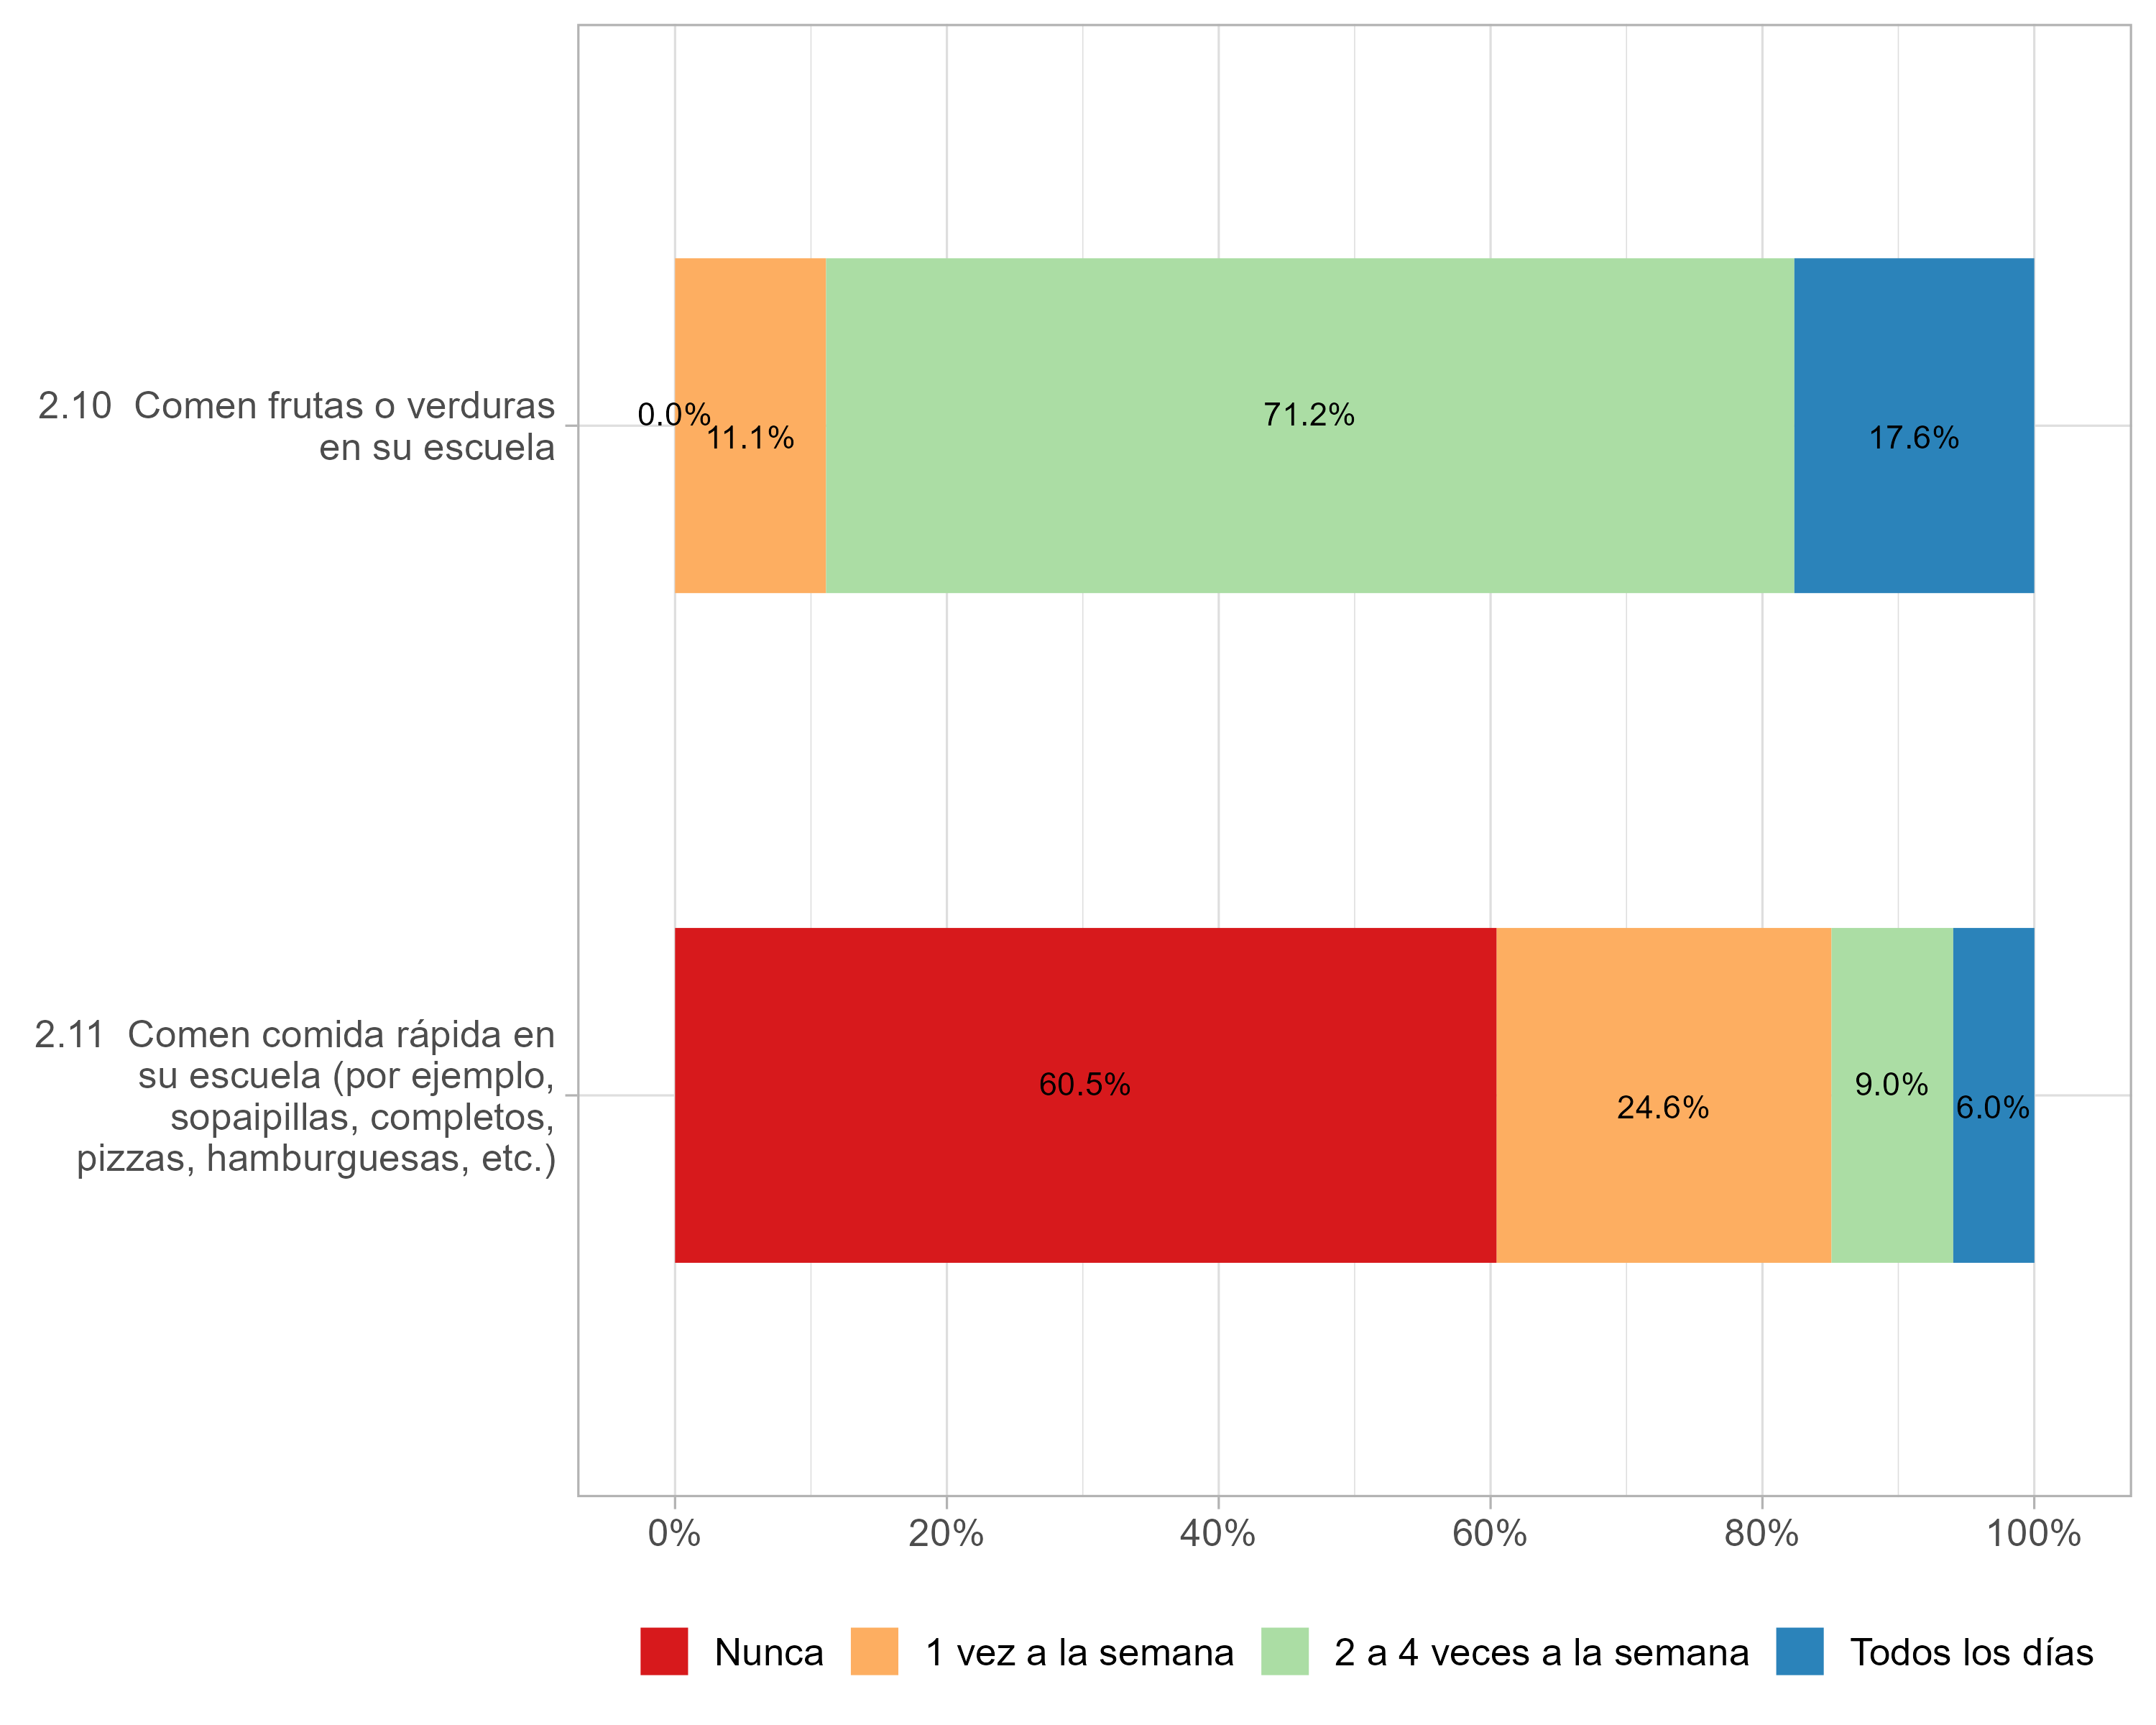 2.10  Comen frutas o verduras
en su escuela
0.0%
11.1%
71.2%
17.6%
2.11  Comen comida rápida en
su escuela (por ejemplo,
sopaipillas, completos,
pizzas, hamburguesas, etc.)
60.5%
24.6%
9.0%
6.0%
0% 20% 40% 60% 80% 100%
Nunca 1 vez a la semana 2 a 4 veces a la semana Todos los días